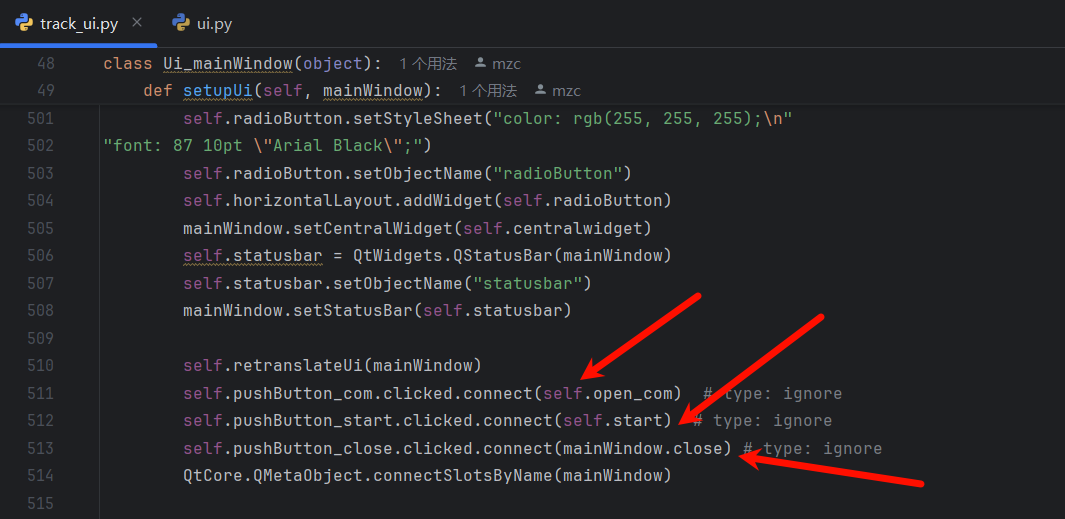 track_ui.py × ui.py
48 class Ui_mainWindow(object): 1 个用法 mzc
49 def setupUi(self, mainWindow): 1 个用法 mzc
501 self.radioButton.setStyleSheet("color: rgb(255, 255, 255);\n"
502 "font: 87 10pt \"Arial Black\";")
503 self.radioButton.setObjectName("radioButton")
504 self.horizontalLayout.addWidget(self.radioButton)
505 mainWindow.setCentralWidget(self.centralwidget)
506 self.statusbar = QtWidgets.QStatusBar(mainWindow)
507 self.statusbar.setObjectName("statusbar")
508 mainWindow.setStatusBar(self.statusbar)
509
510 self.retranslateUi(mainWindow)
511 self.pushButton_com.clicked.connect(self.open_com) # type: ignore
512 self.pushButton_start.clicked.connect(self.start) # type: ignore
513 self.pushButton_close.clicked.connect(mainWindow.close) # type: ignore
514 QtCore.QMetaObject.connectSlotsByName(mainWindow)
515